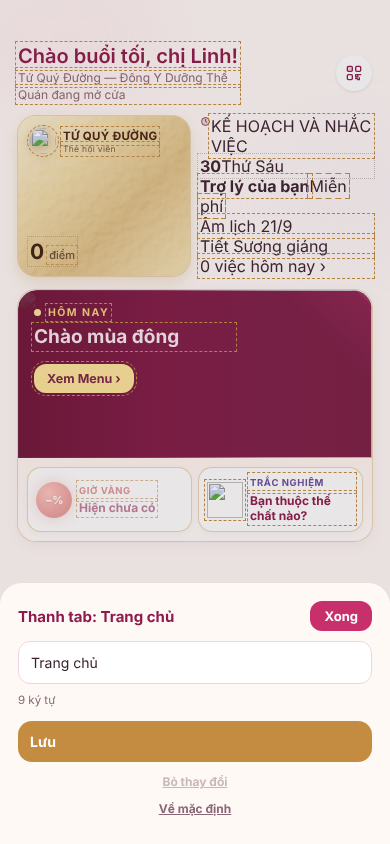 Chào buổi tối, chị Linh!
Tứ Quý Đường — Đông Y Dưỡng Thể
Quán đang mở cửa
TỨ QUÝ ĐƯỜNG
Thẻ hội viên
0 điểm
KẾ HOẠCH VÀ NHẮC
VIỆC
30Thứ Sáu
Trợ lý của bạnMiễn
phí
Âm lịch 21/9
Tiết Sương giáng
0 việc hôm nay ›
HÔM NAY
Chào mùa đông
Xem Menu ›
–%
GIỜ VÀNG
Hiện chưa có
TRẮC NGHIỆM
Bạn thuộc thể
chất nào?
Thanh tab: Trang chủ
Xong
Trang chủ
9 ký tự
Lưu
Bỏ thay đổi
Về mặc định